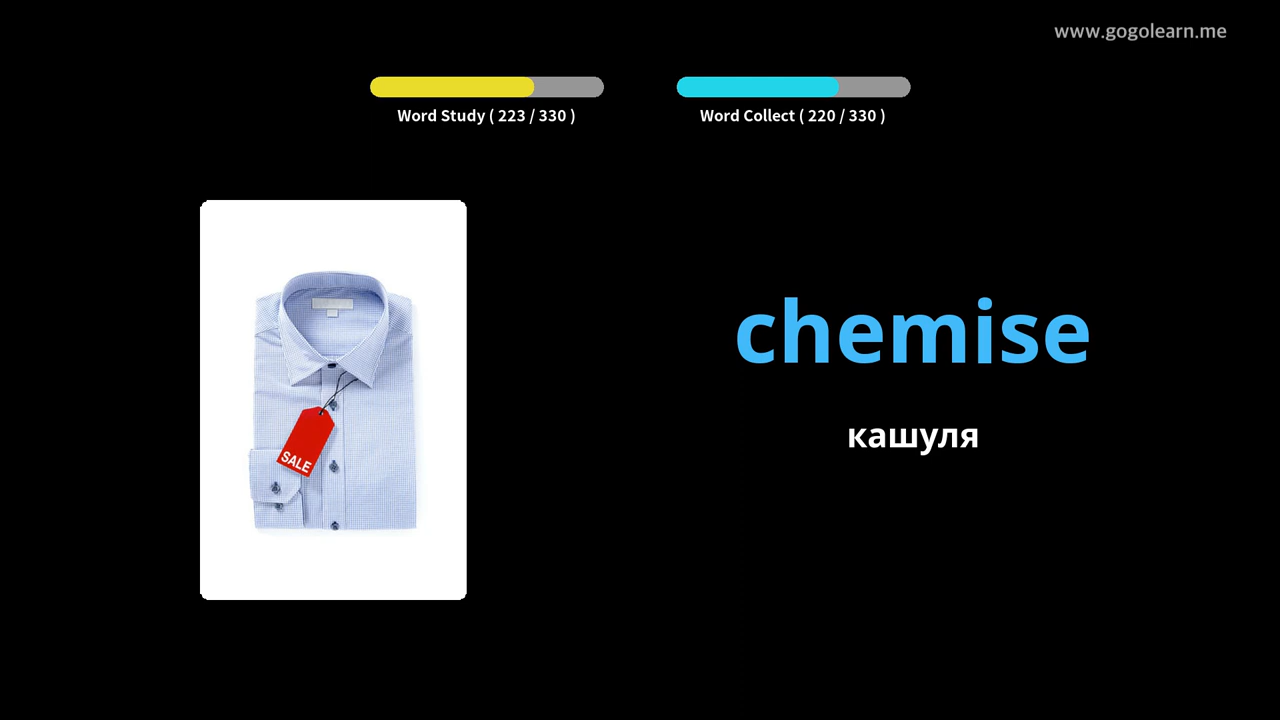 www.gogolearn.me
Word Study ( 223 / 330 )
Word Collect ( 220 / 330 )
chemise
кашуля
SALE